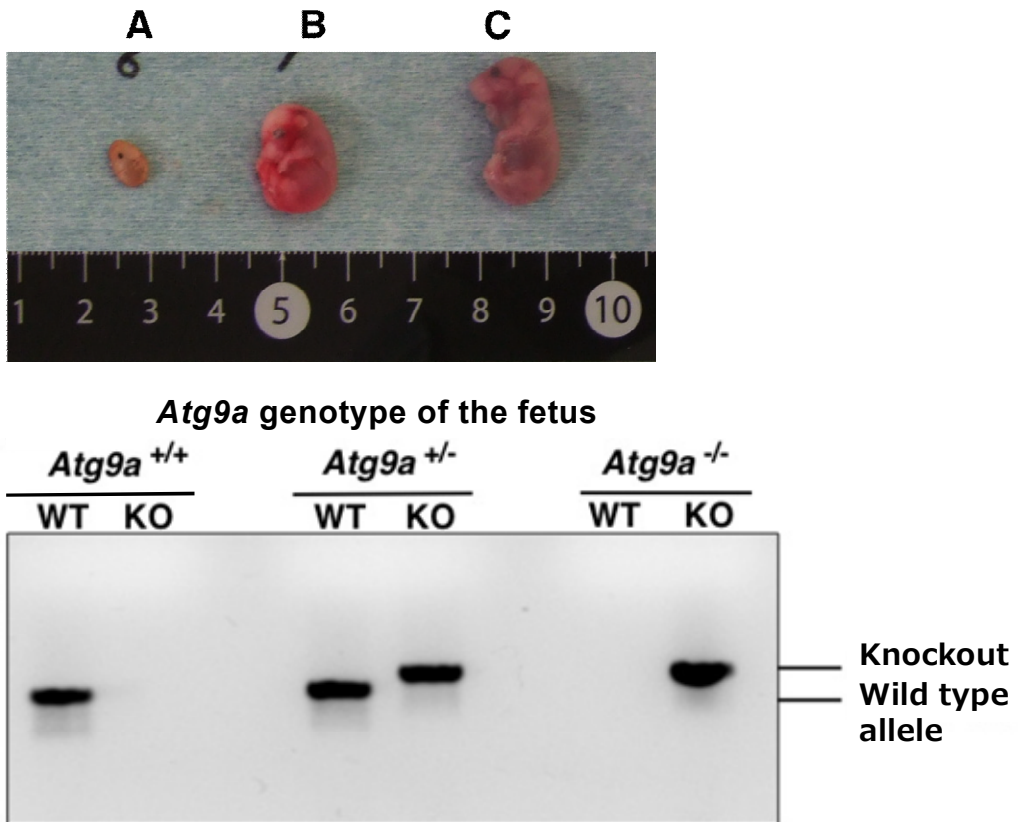 A B C
6 1
1 2 3 4 5 6 7 8 9 10
Atg9a genotype of the fetus
Atg9a +/+ Atg9a +/- Atg9a -/-
WT KO WT KO WT KO
Knockout
Wild type
allele